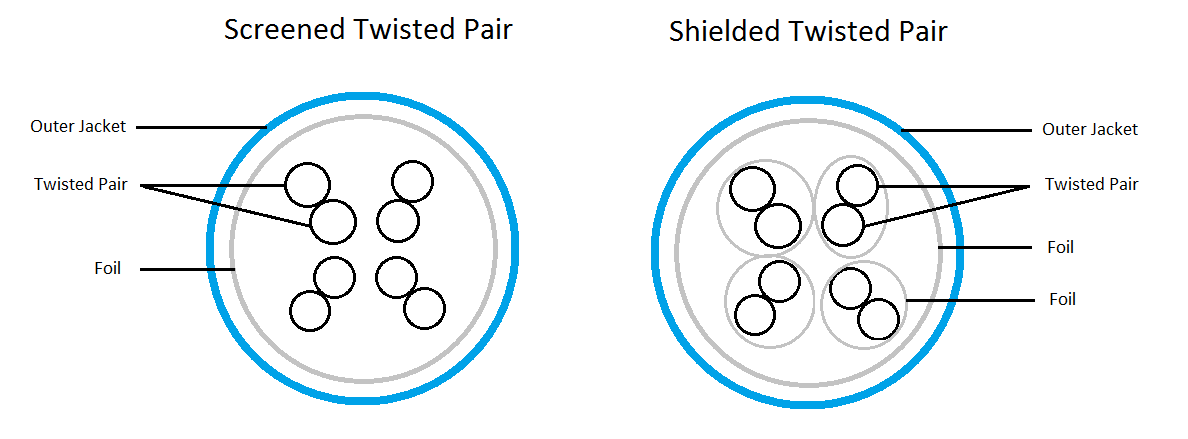 Screened Twisted Pair
Shielded Twisted Pair
Outer Jacket
Twisted Pair
Foil
Outer Jacket
Twisted Pair
Foil
Foil